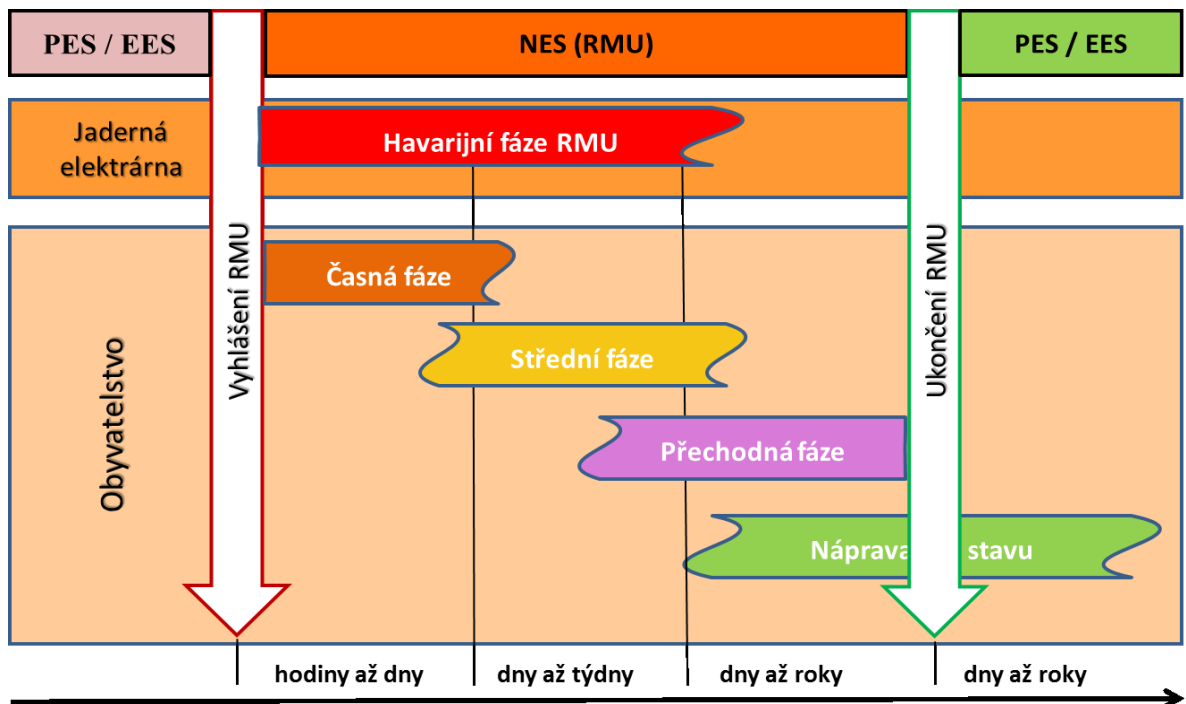 PES / EES
NES (RMU)
PES / EES
Jaderná
elektrárna
Havarijní fáze RMU
Vyhlášení RMU
Ukončení RMU
Obyvatelstvo
Časná fáze
Střední fáze
Přechodná fáze
Náprava stavu
hodiny až dny
dny až týdny
dny až roky
dny až roky